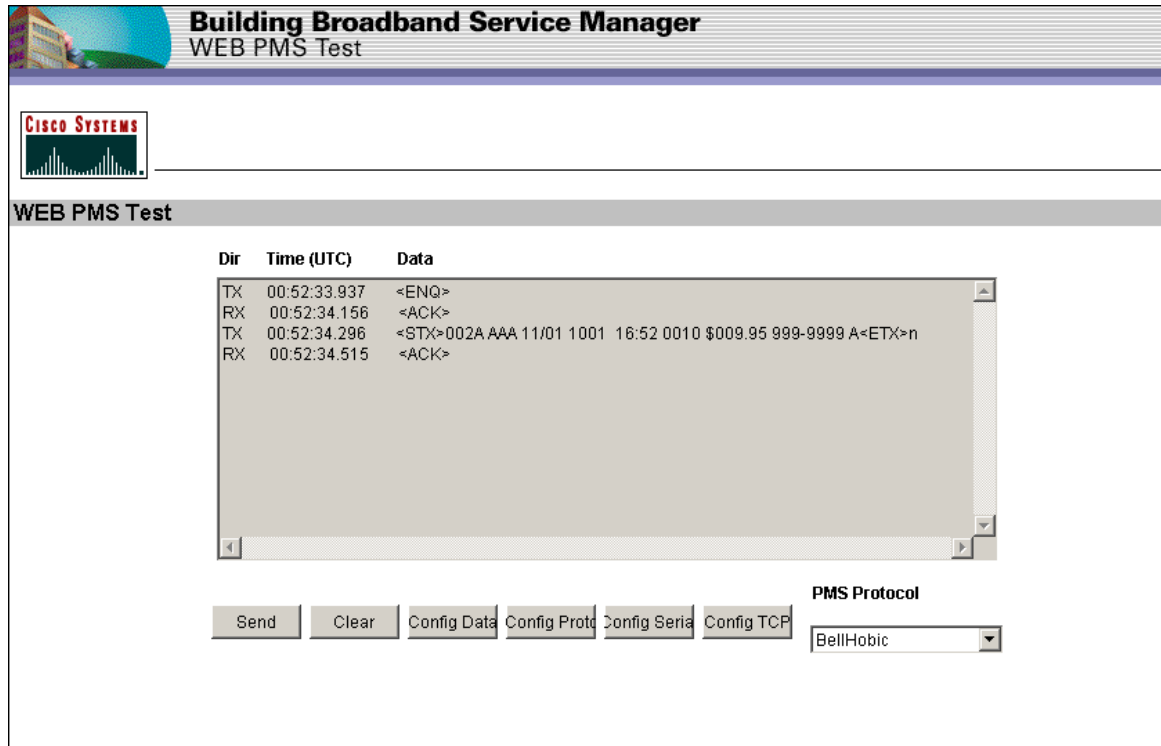 Building Broadband Service Manager
WEB PMS Test
CISCO SYSTEMS
WEB PMS Test
Dir Time (UTC) Data
TX 00:52:33.937 <ENQ>
RX 00:52:34.156 <ACK>
TX 00:52:34.296 <STX>002A AAA 11/01 1001 16:52 0010 $009.95 999-9999 A<ETX>n
RX 00:52:34.515 <ACK>
PMS Protocol
Send Clear Config Data Config Proto Config Seria Config TCP
BellHobic